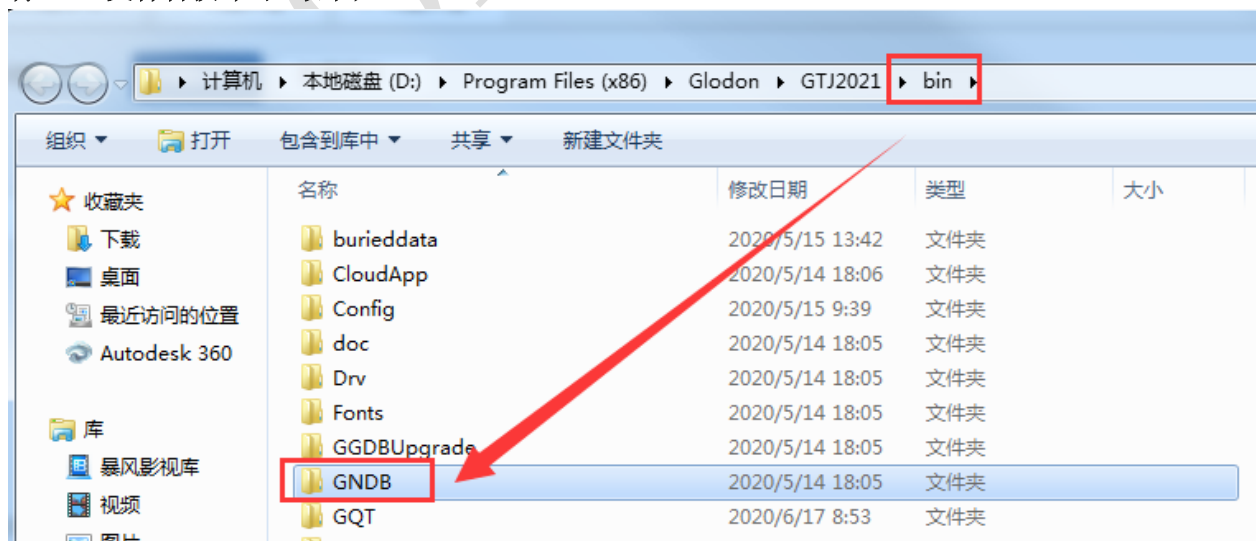 计算机 本地磁盘 (D:) Program Files (x86) Glodon GTJ2021 bin
组织 打开 包含到库中 共享 新建文件夹
名称 修改日期 类型 大小
收藏夹
下载
桌面
最近访问的位置
Autodesk 360
库
暴风影视库
视频
burieddata 2020/5/15 13:42 文件夹
CloudApp 2020/5/14 18:06 文件夹
Config 2020/5/15 9:39 文件夹
doc 2020/5/14 18:05 文件夹
Drv 2020/5/14 18:05 文件夹
Fonts 2020/5/14 18:05 文件夹
GGDBUpgrade 2020/5/14 18:05 文件夹
GNDB 2020/5/14 18:05 文件夹
GQT 2020/6/17 8:53 文件夹